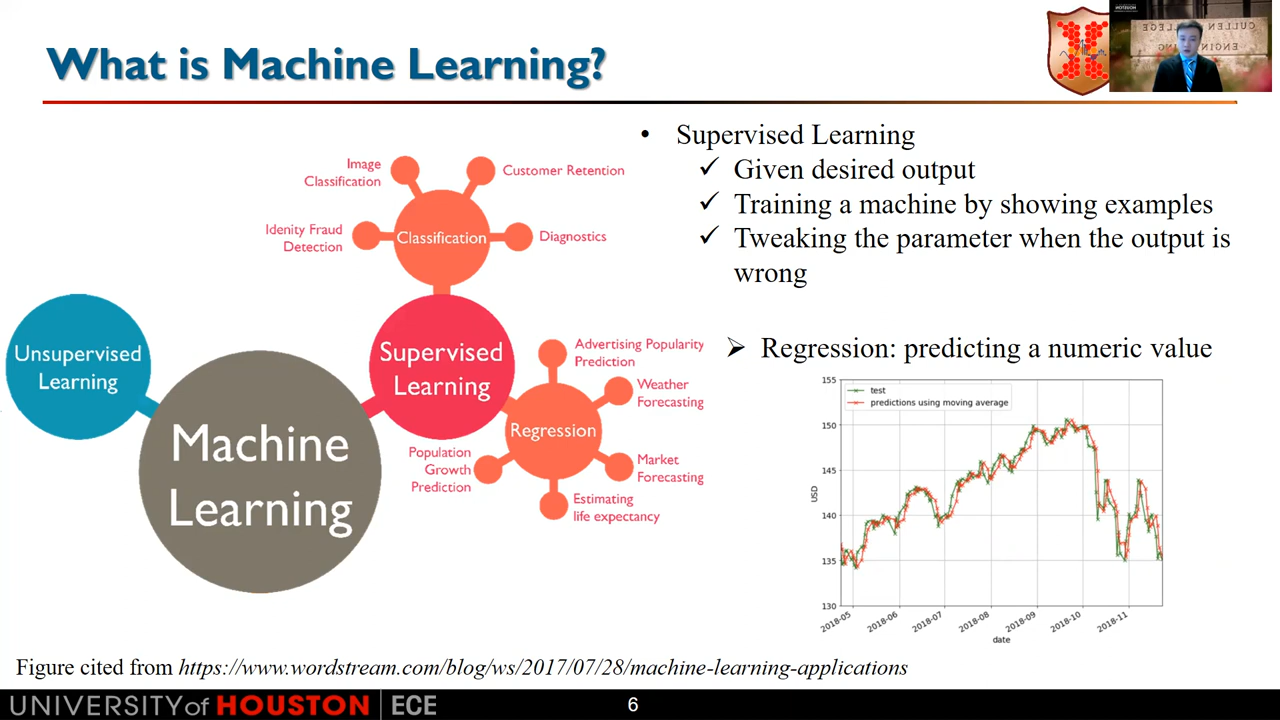 What is Machine Learning?
• Supervised Learning
✓ Given desired output
✓ Training a machine by showing examples
✓ Tweaking the parameter when the output is
wrong
➢ Regression: predicting a numeric value
Image
Classification
Customer Retention
Idenity Fraud
Detection
Classification
Diagnostics
Unsupervised
Learning
Supervised
Learning
Machine
Learning
Advertising Popularity
Prediction
Weather
Forecasting
Regression
Population
Growth
Prediction
Market
Forecasting
Estimating
life expectancy
test
predictions using moving average
155
150
145
140
135
130
USD
2018-05
2018-06
2018-07
2018-08
2018-09
2018-10
2018-11
date
Figure cited from https://www.wordstream.com/blog/ws/2017/07/28/machine-learning-applications
UNIVERSITY of HOUSTON | ECE
6